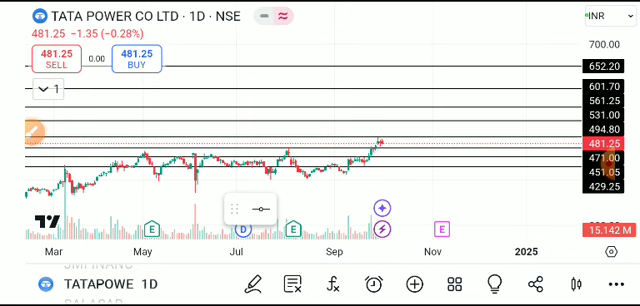 TATA POWER CO LTD · 1D · NSE
INR
481.25 −1.35 (−0.28%)
700.00
481.25
SELL
0.00
481.25
BUY
652.20
1
601.70
561.25
531.00
494.80
481.25
471.00
451.05
429.25
15.142 M
E
D
E
E
Mar
May
Jul
Sep
Nov
2025
TATAPOWE 1D